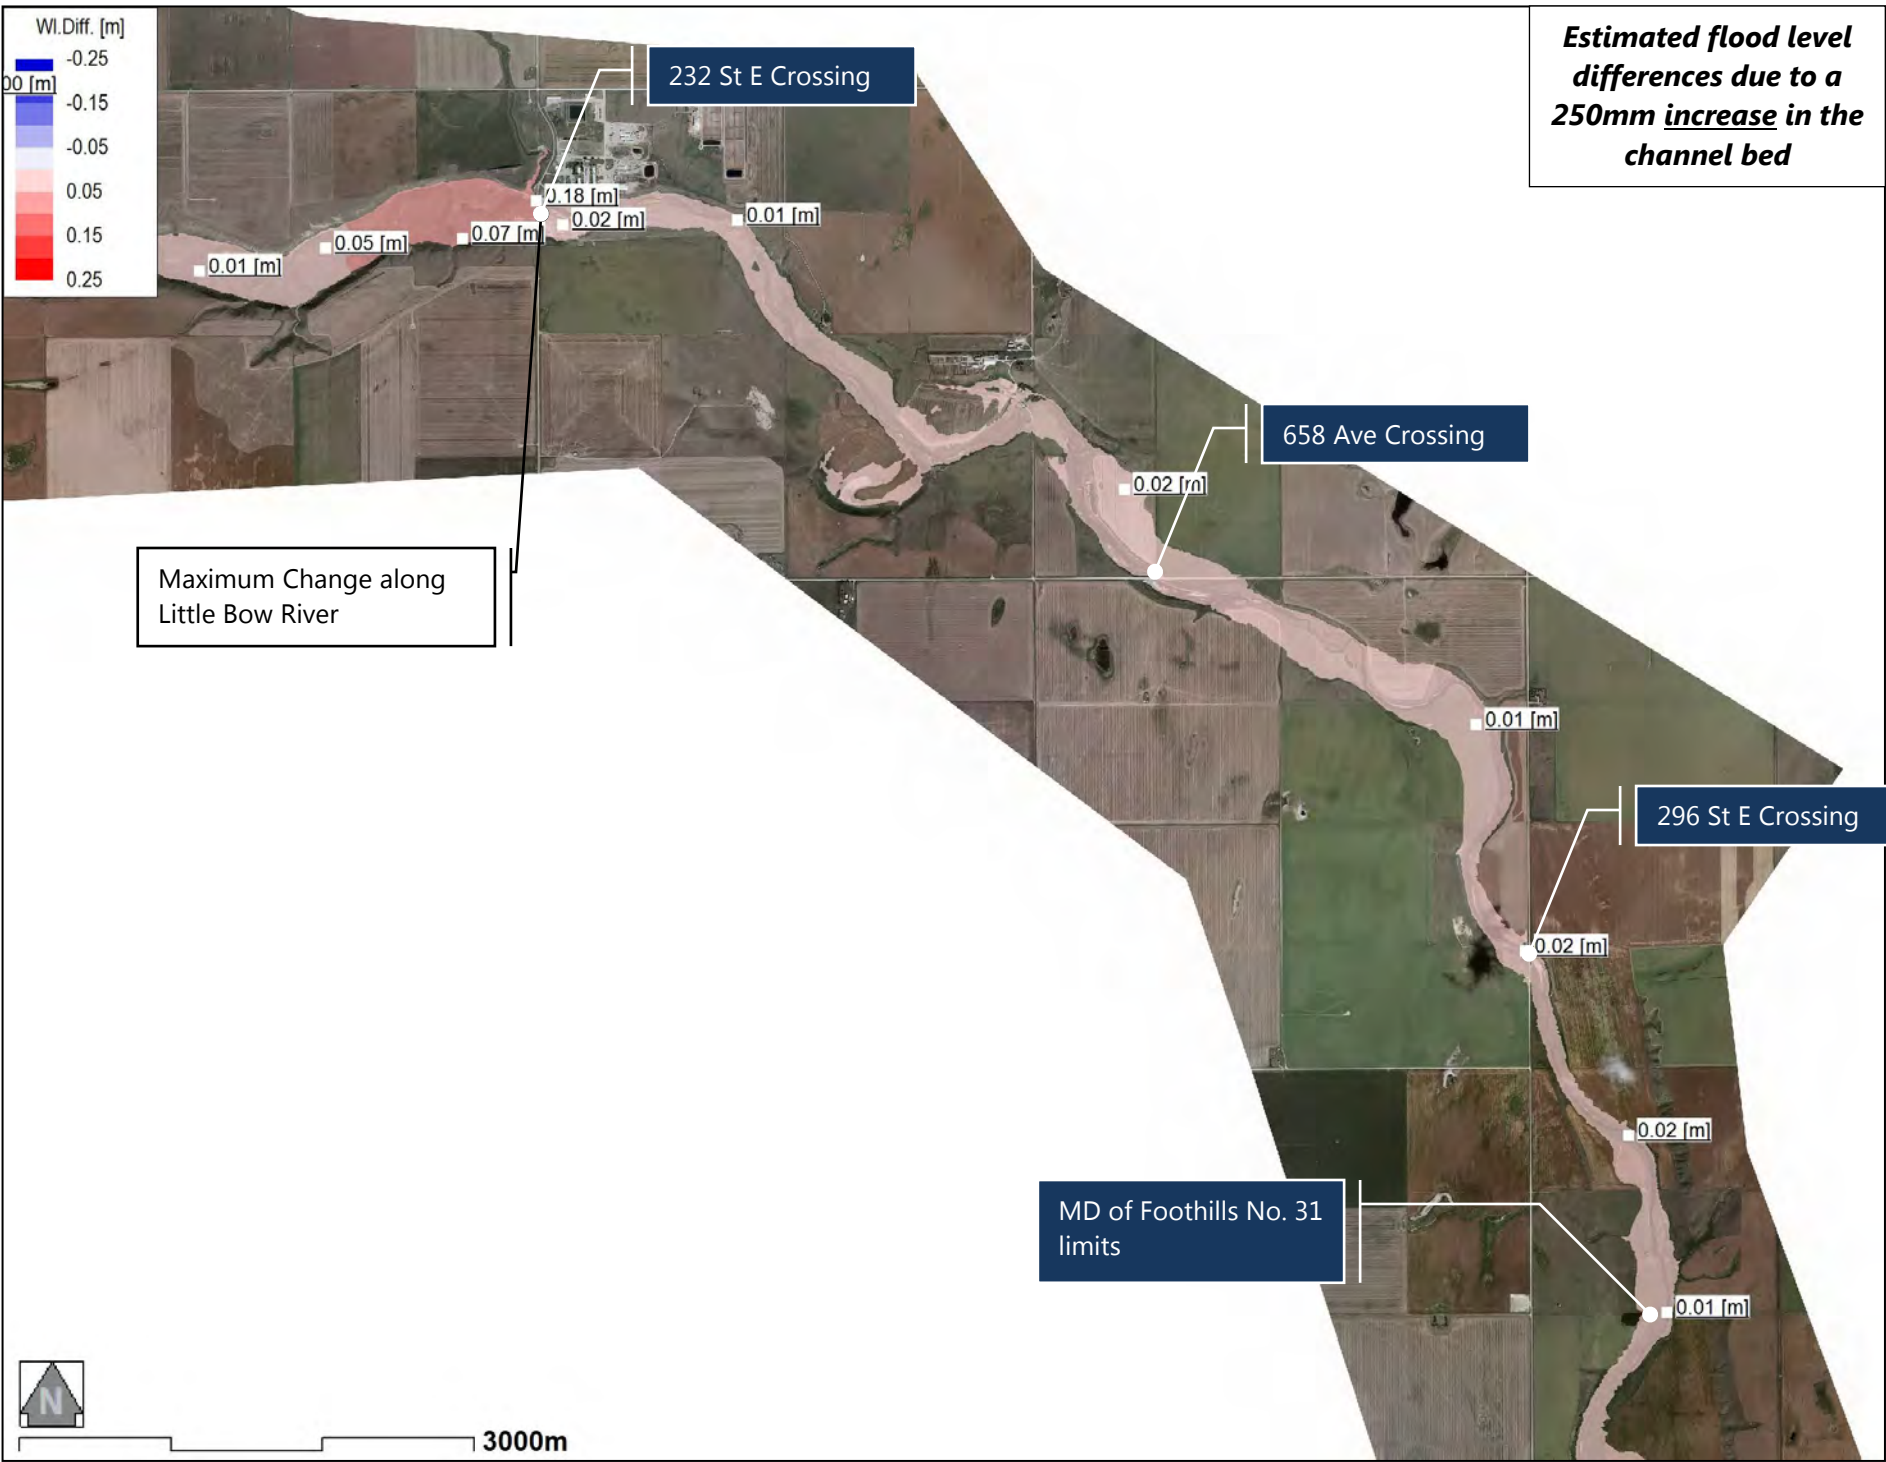 Wl.Diff. [m]
-0.25
00 [m]
-0.15
-0.05
0.05
0.15
0.25
Estimated flood level
differences due to a
250mm increase in the
channel bed
232 St E Crossing
0.18 [m]
0.02 [m]
0.01 [m]
0.07 [m]
0.05 [m]
0.01 [m]
658 Ave Crossing
0.02 [m]
Maximum Change along
Little Bow River
0.01 [m]
296 St E Crossing
0.02 [m]
0.02 [m]
MD of Foothills No. 31
limits
0.01 [m]
N
3000m